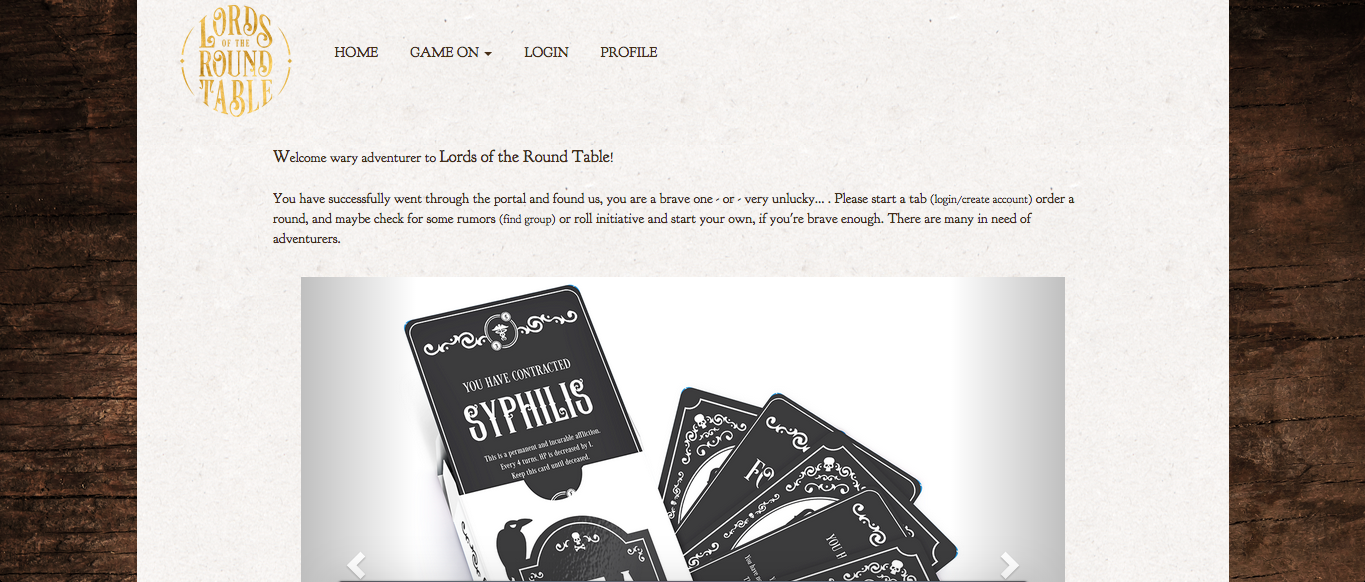 LORDS
OF THE
ROUND
TABLE
HOME GAME ON LOGIN PROFILE
Welcome wary adventurer to Lords of the Round Table!
You have successfully went through the portal and found us, you are a brave one - or - very unlucky... . Please start a tab (login/create account) order a
round, and maybe check for some rumors (find group) or roll initiative and start your own, if you're brave enough. There are many in need of
adventurers.
YOU HAVE CONTRACTED
SYPHILIS
This is a permanent and incurable affliction.
Every 4 turns, HP is decreased by 1.
Keep this card until deceased.
YOU H